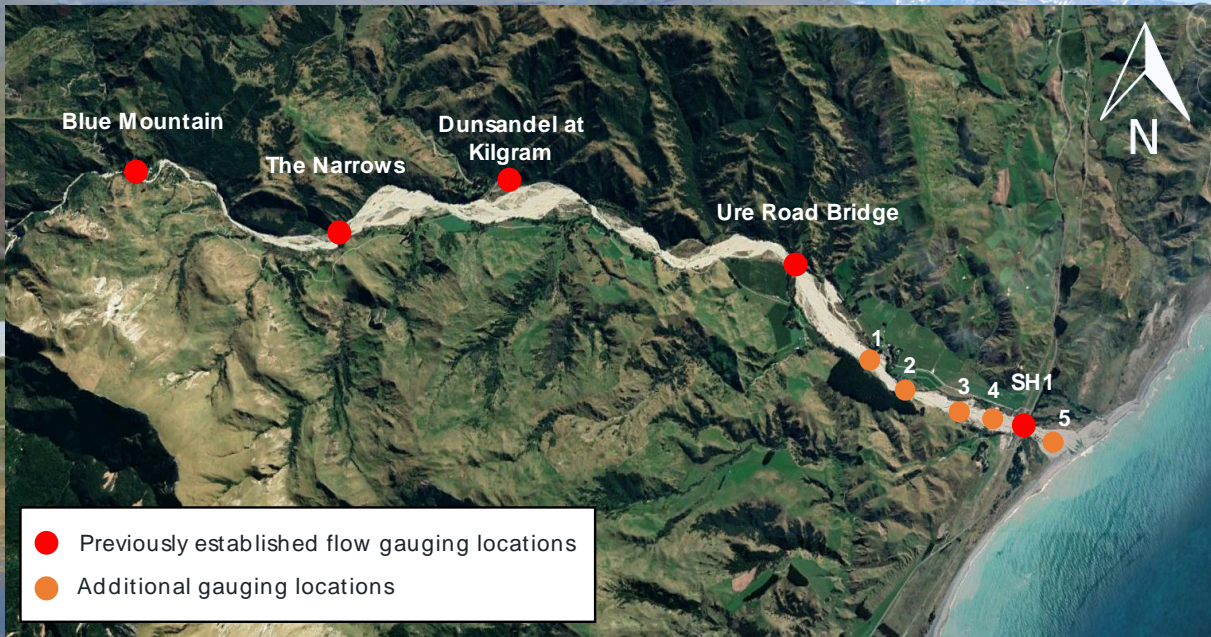 Blue Mountain
The Narrows
Dunsandel at
Kilgram
Ure Road Bridge
1
2
3
4
SH1
5
N
Previously established flow gauging locations
Additional gauging locations